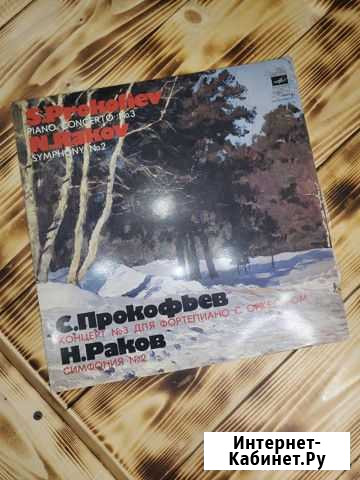 S.Prokofiev
PIANO CONCERTO №3
N.Rakov
SYMPHONY №2
С.Прокофьев
КОНЦЕРТ №3 ДЛЯ ФОРТЕПИАНО С ОРКЕСТРОМ
Н.Раков
СИМФОНИЯ №2
Интернет-
Кабинет.Ру